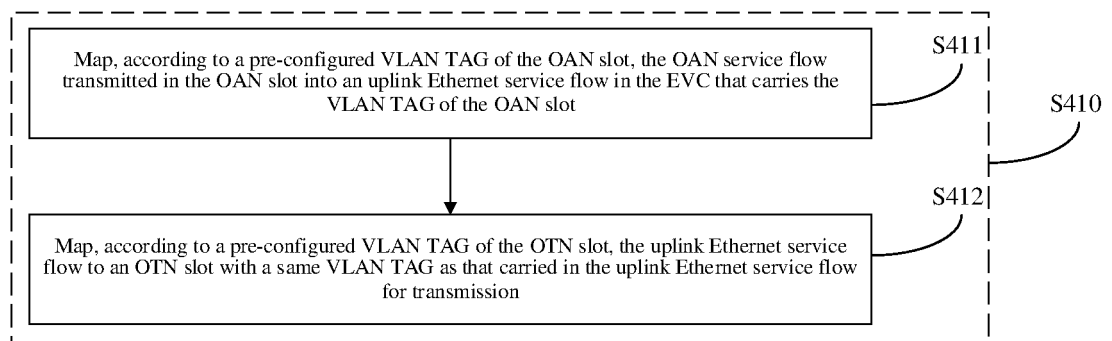 Map, according to a pre-configured VLAN TAG of the OAN slot, the OAN service flow
transmitted in the OAN slot into an uplink Ethernet service flow in the EVC that carries the
VLAN TAG of the OAN slot
S411
S410
S412
Map, according to a pre-configured VLAN TAG of the OTN slot, the uplink Ethernet service
flow to an OTN slot with a same VLAN TAG as that carried in the uplink Ethernet service flow
for transmission